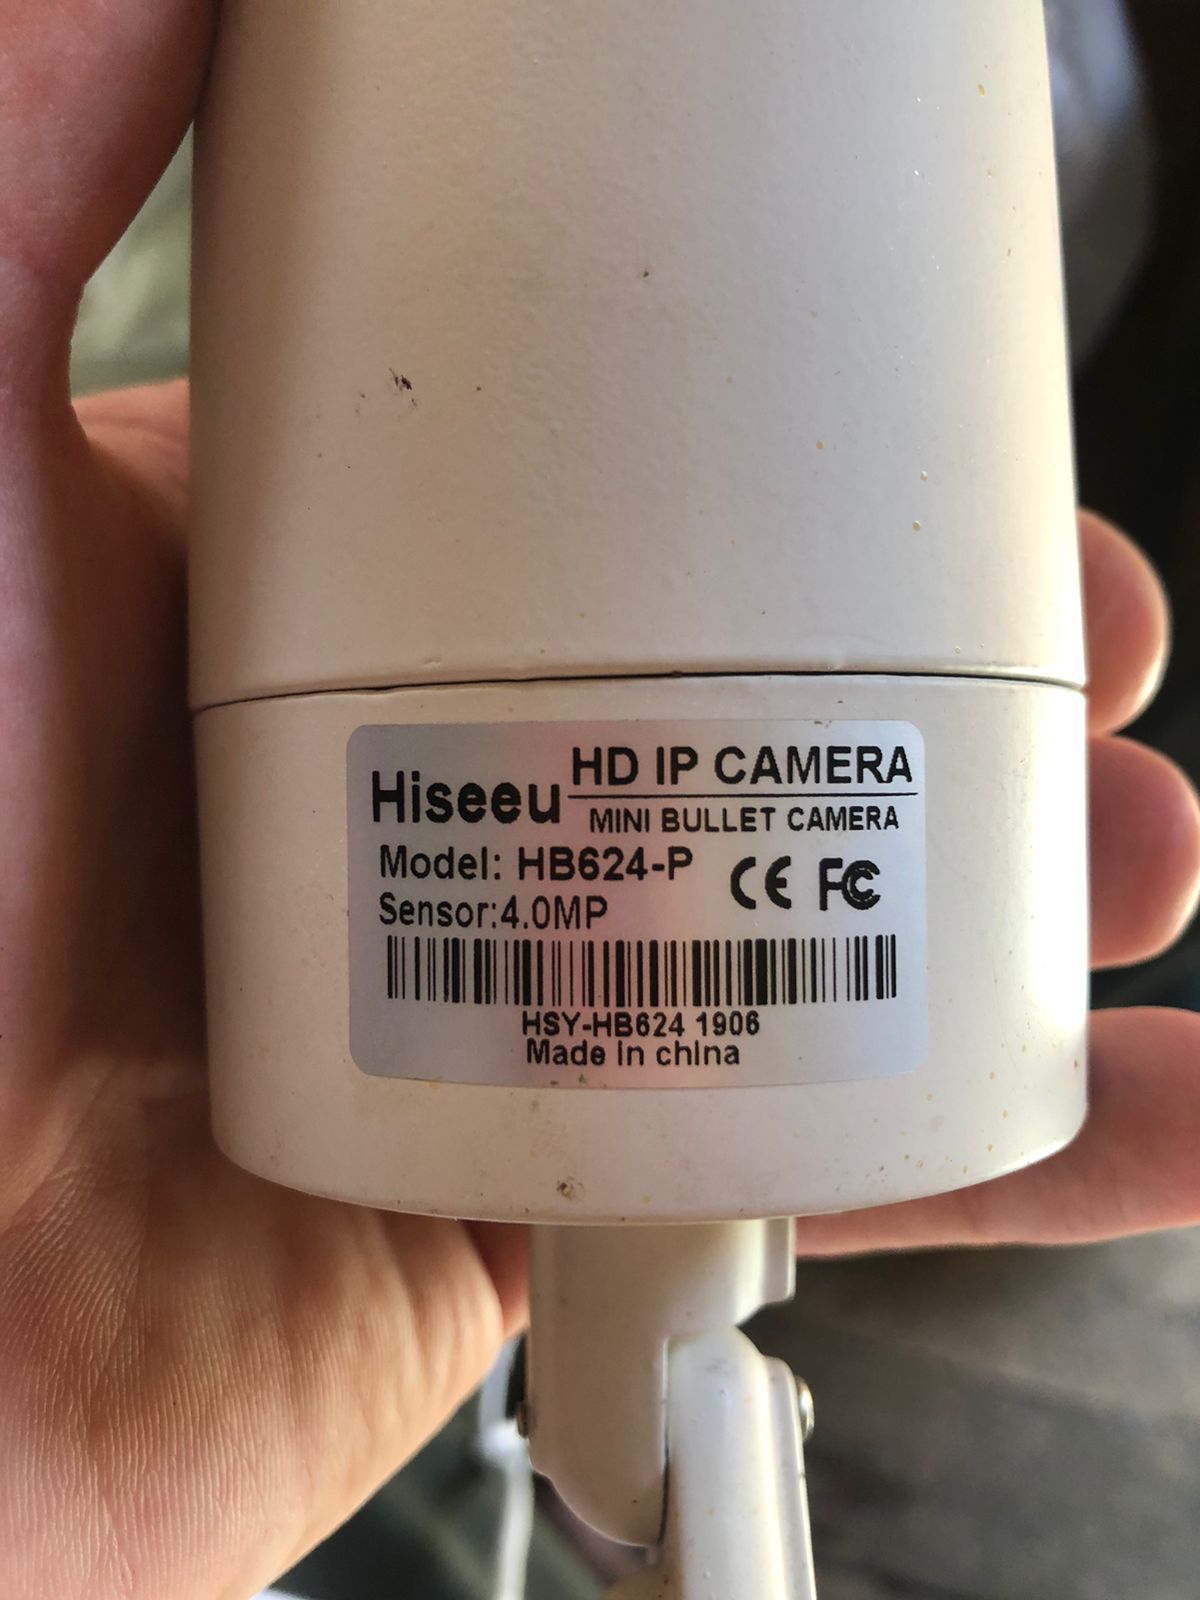 Hiseeu
HD IP CAMERA
MINI BULLET CAMERA
Model: HB624-P
CE FC
Sensor:4.0MP
HSY-HB624 1906
Made in china